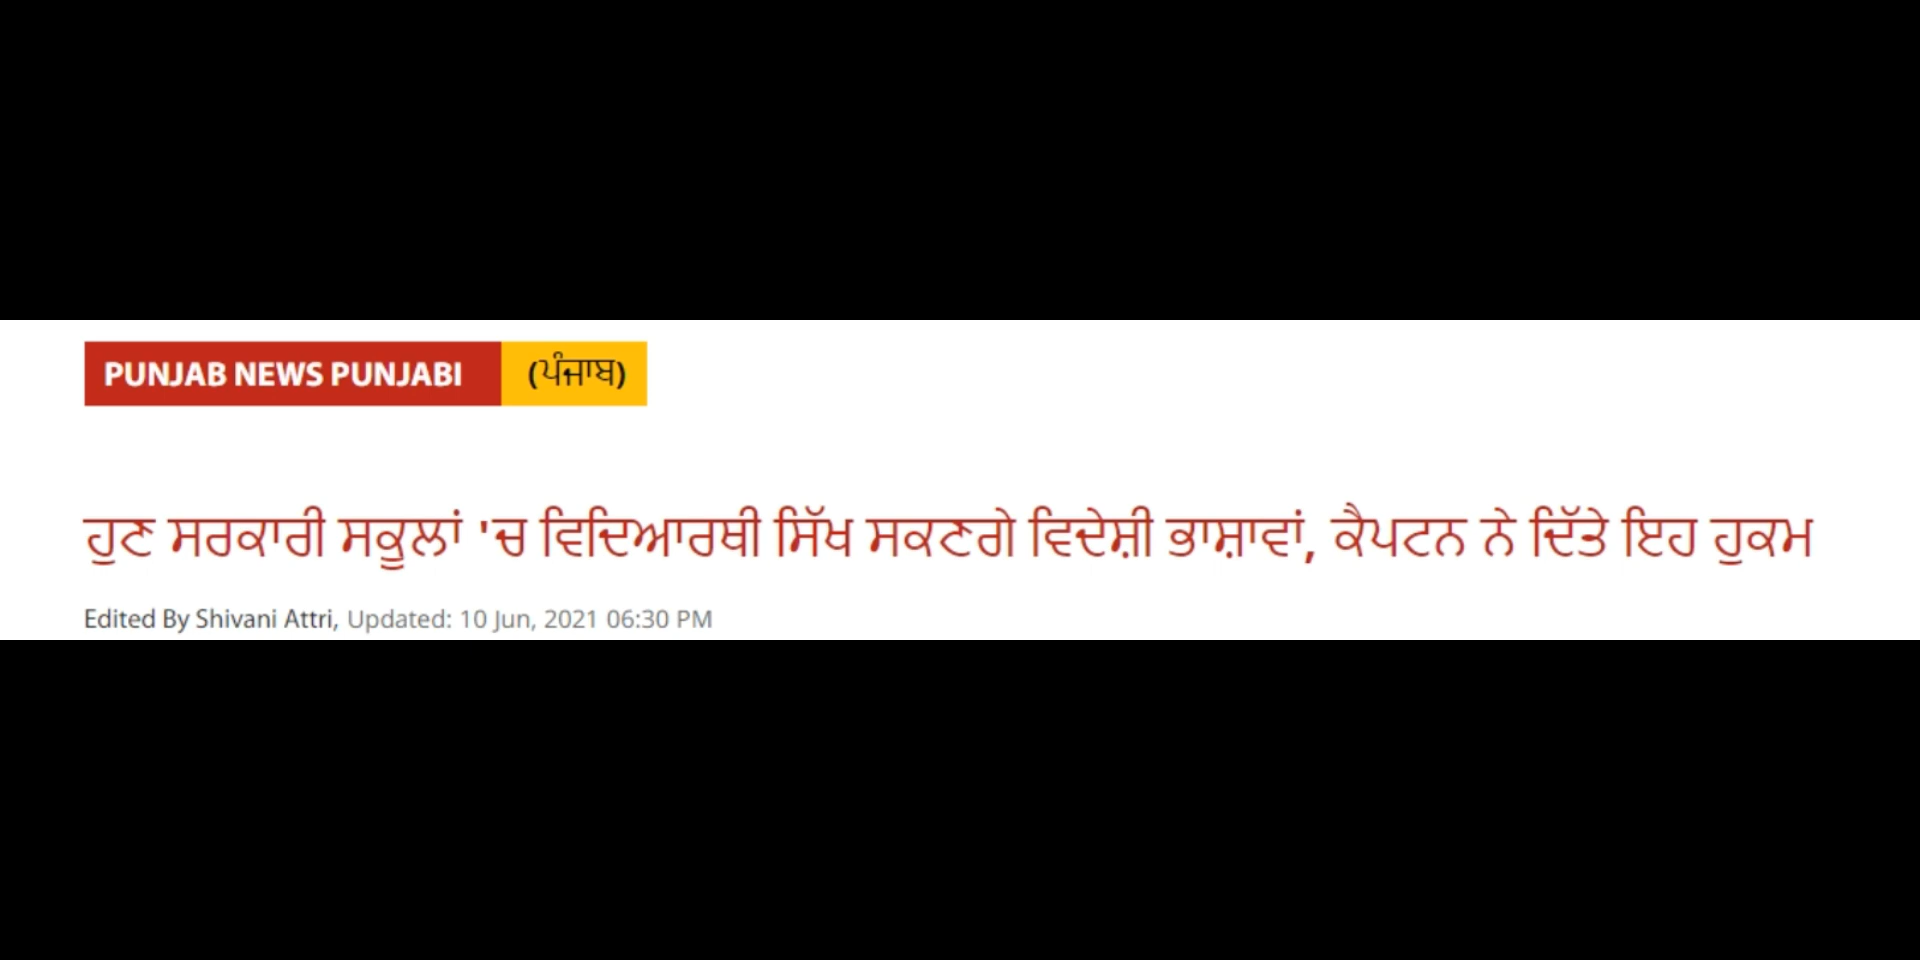 PUNJAB NEWS PUNJABI (ਪੰਜਾਬ)
ਹੁਣ ਸਰਕਾਰੀ ਸਕੂਲਾਂ 'ਚ ਵਿਦਿਆਰਥੀ ਸਿੱਖ ਸਕਣਗੇ ਵਿਦੇਸ਼ੀ ਭਾਸ਼ਾਵਾਂ, ਕੈਪਟਨ ਨੇ ਦਿੱਤੇ ਇਹ ਹੁਕਮ
Edited By Shivani Attri, Updated: 10 Jun, 2021 06:30 PM